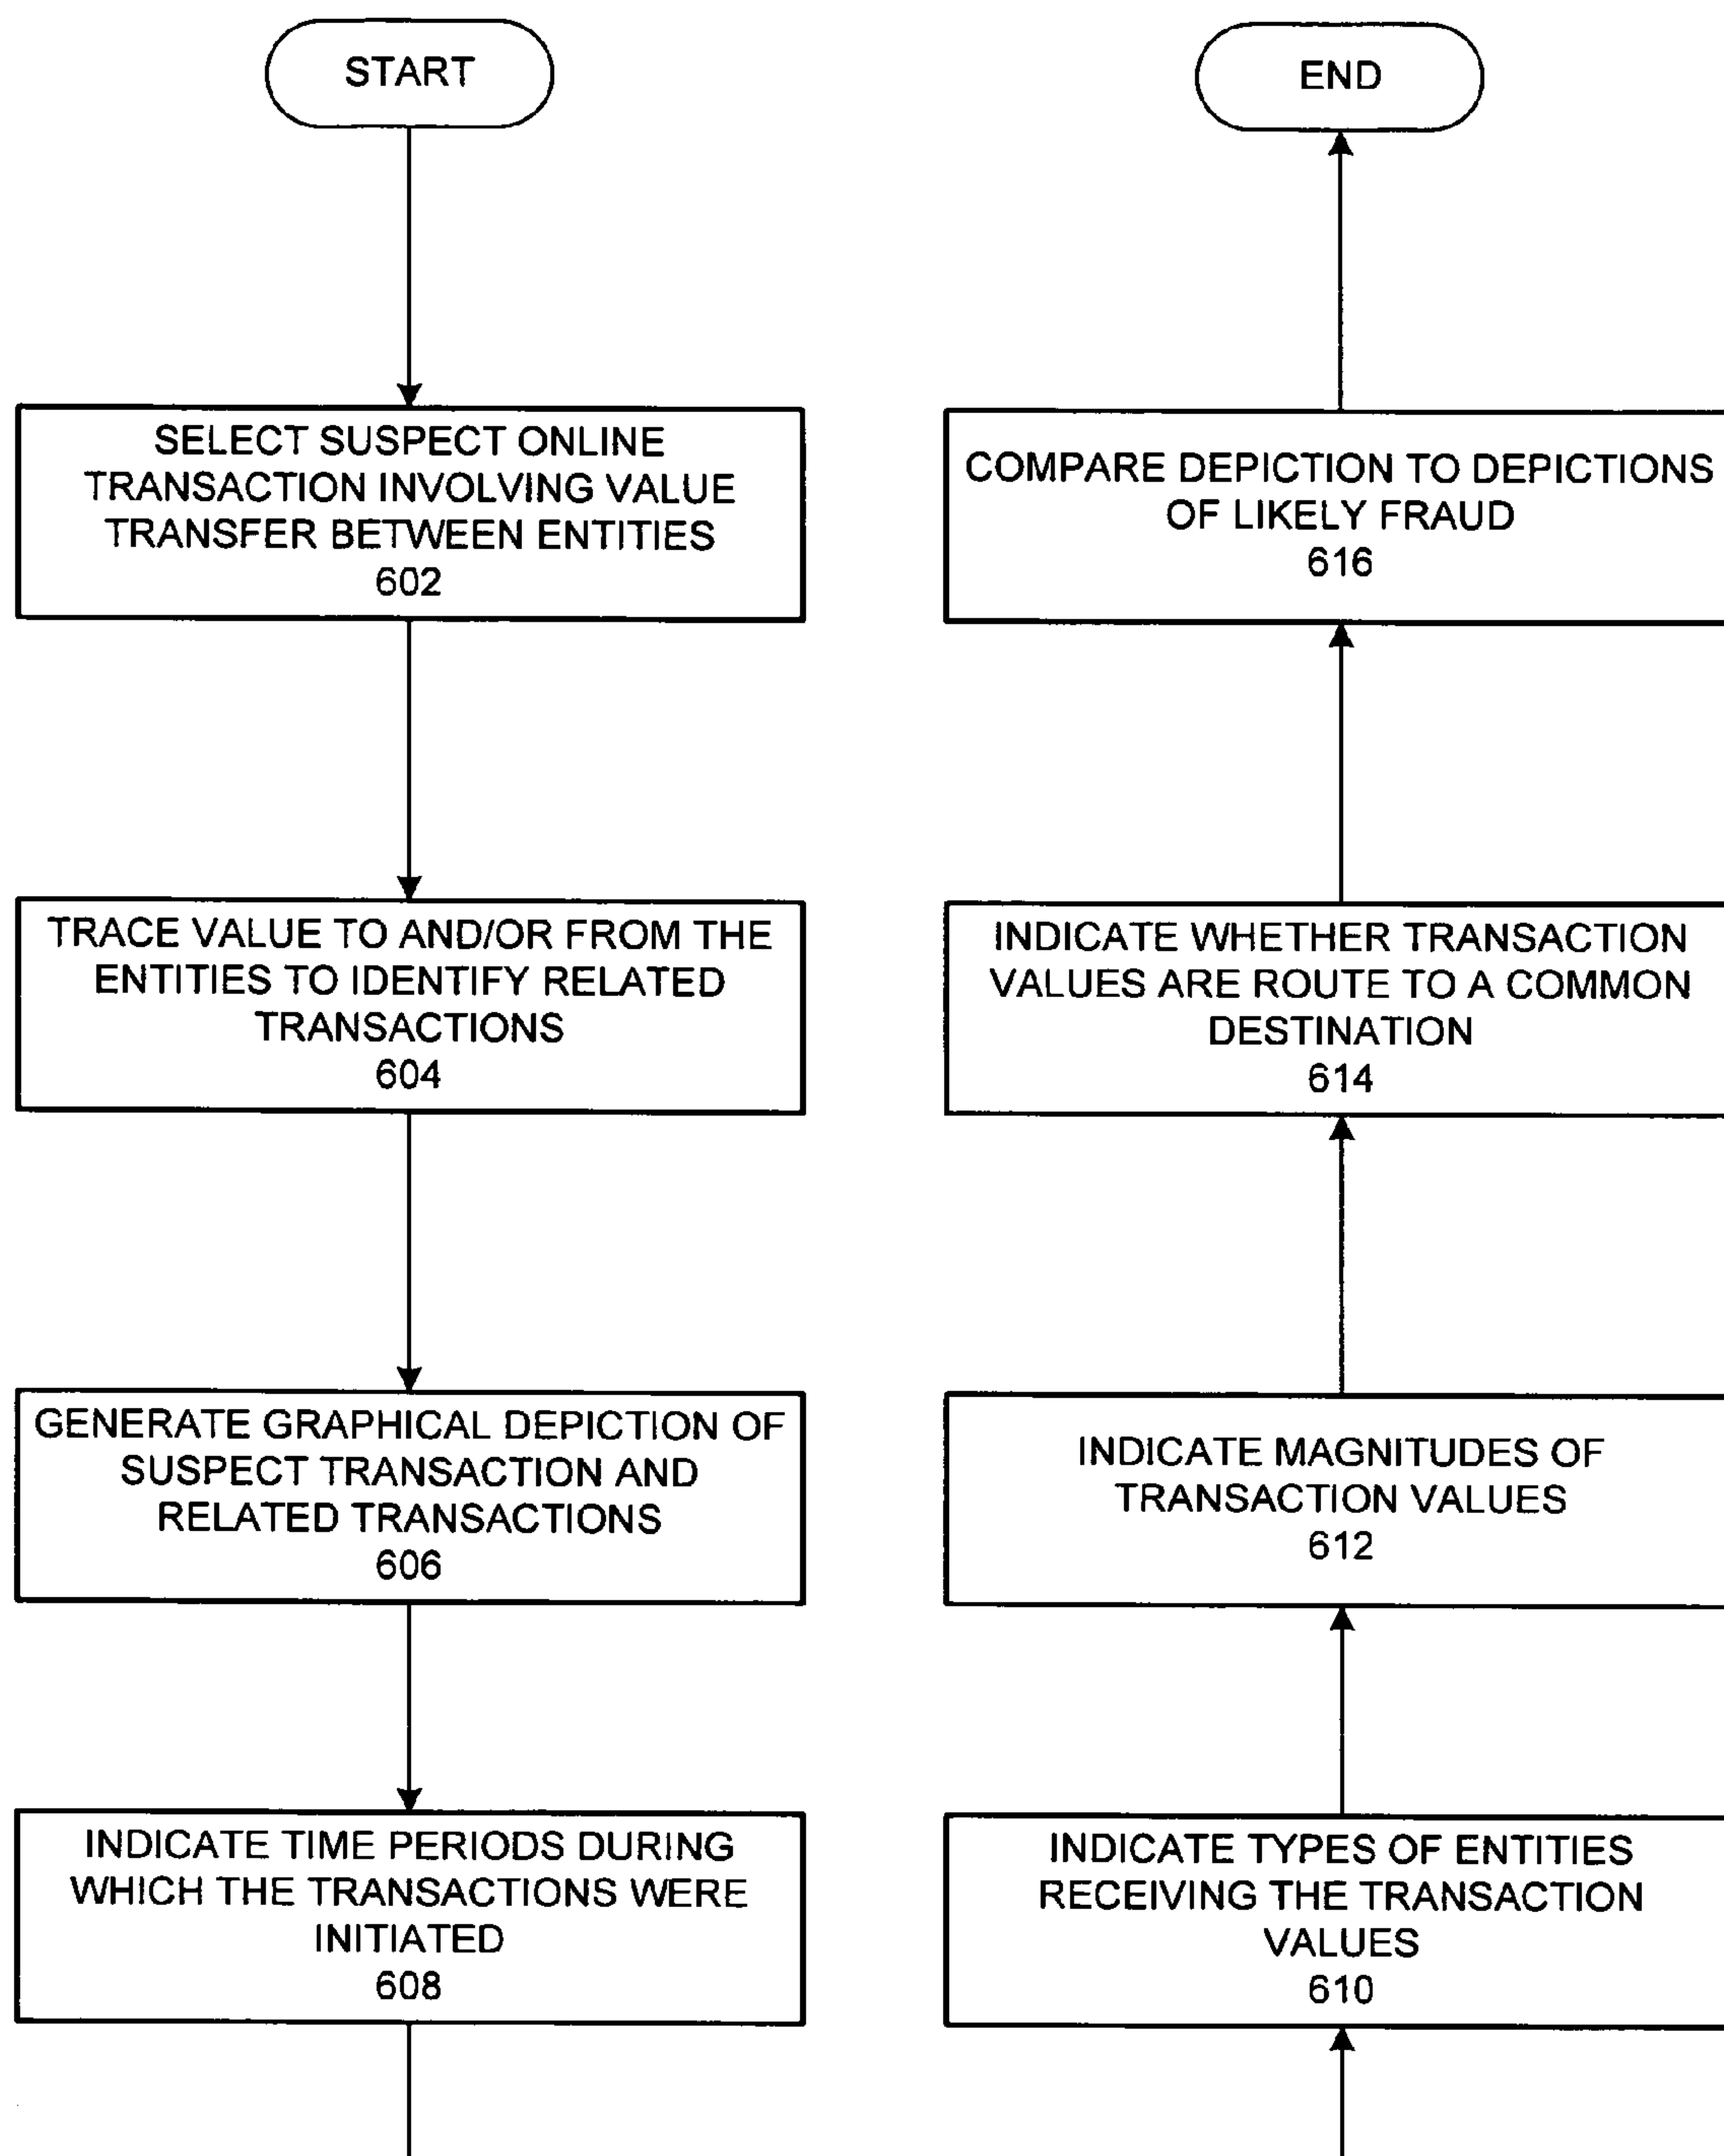 START
SELECT SUSPECT ONLINE
TRANSACTION INVOLVING VALUE
TRANSFER BETWEEN ENTITIES
602
TRACE VALUE TO AND/OR FROM THE
ENTITIES TO IDENTIFY RELATED
TRANSACTIONS
604
GENERATE GRAPHICAL DEPICTION OF
SUSPECT TRANSACTION AND
RELATED TRANSACTIONS
606
INDICATE TIME PERIODS DURING
WHICH THE TRANSACTIONS WERE
INITIATED
608
INDICATE TYPES OF ENTITIES
RECEIVING THE TRANSACTION
VALUES
610
INDICATE MAGNITUDES OF
TRANSACTION VALUES
612
INDICATE WHETHER TRANSACTION
VALUES ARE ROUTE TO A COMMON
DESTINATION
614
COMPARE DEPICTION TO DEPICTIONS
OF LIKELY FRAUD
616
END